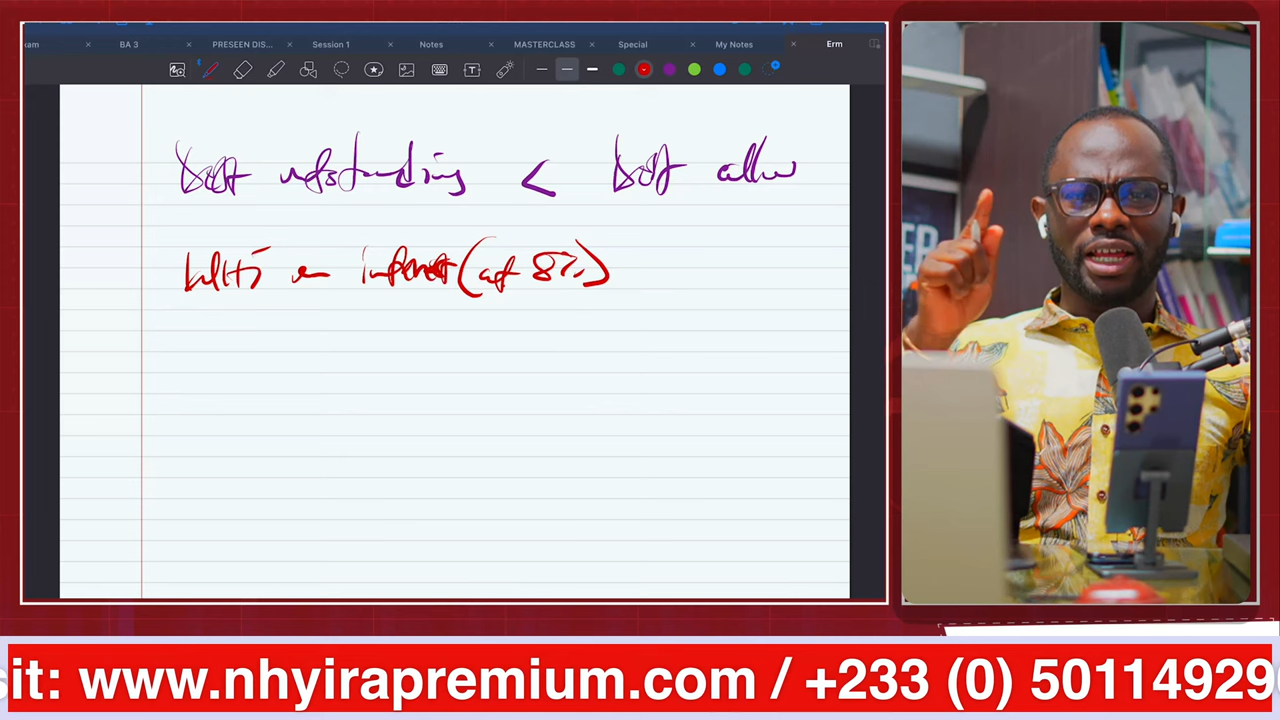 am BA 3 PRESEEN DIS... Session 1 Notes MASTERCLASS Special My Notes Erm
debt outstanding < debt allow
WHT on interest (at 8%)
it: www.nhyirapremium.com / +233 (0) 50114929